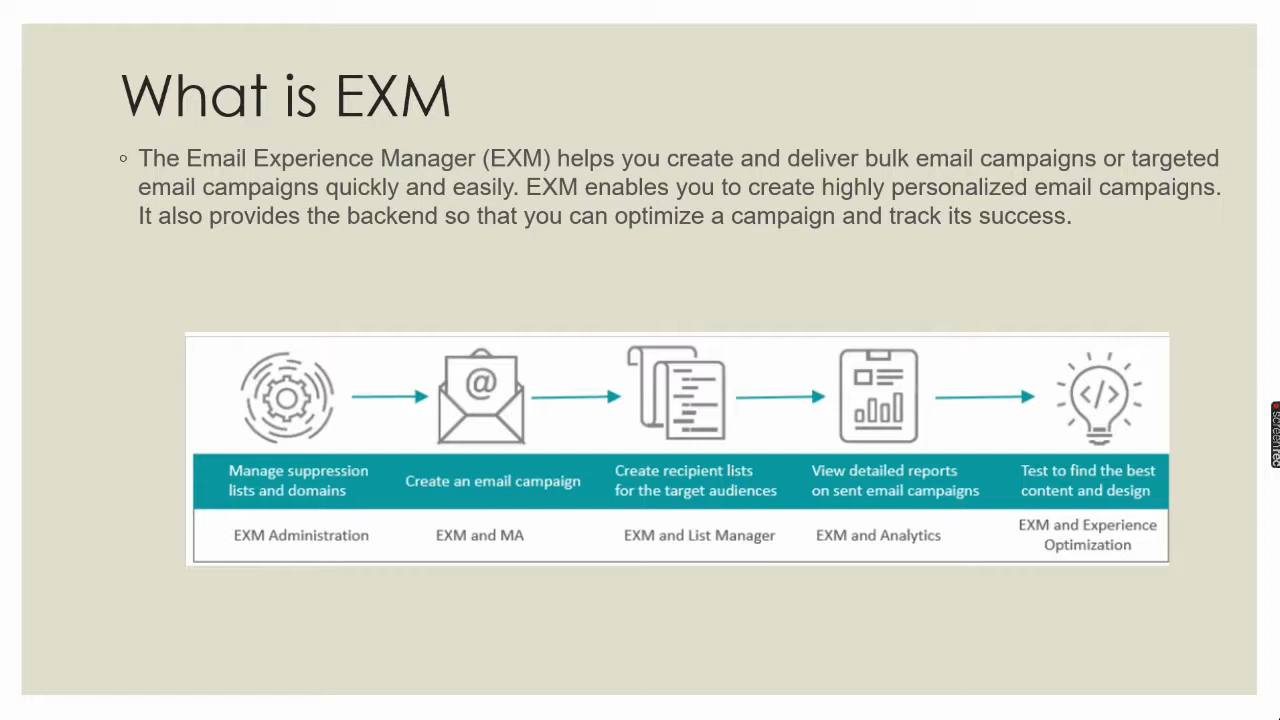 What is EXM
◦ The Email Experience Manager (EXM) helps you create and deliver bulk email campaigns or targeted
email campaigns quickly and easily. EXM enables you to create highly personalized email campaigns.
It also provides the backend so that you can optimize a campaign and track its success.
@
</>
Manage suppression
lists and domains
Create an email campaign
Create recipient lists
for the target audiences
View detailed reports
on sent email campaigns
Test to find the best
content and design
EXM Administration
EXM and MA
EXM and List Manager
EXM and Analytics
EXM and Experience
Optimization
screenrec